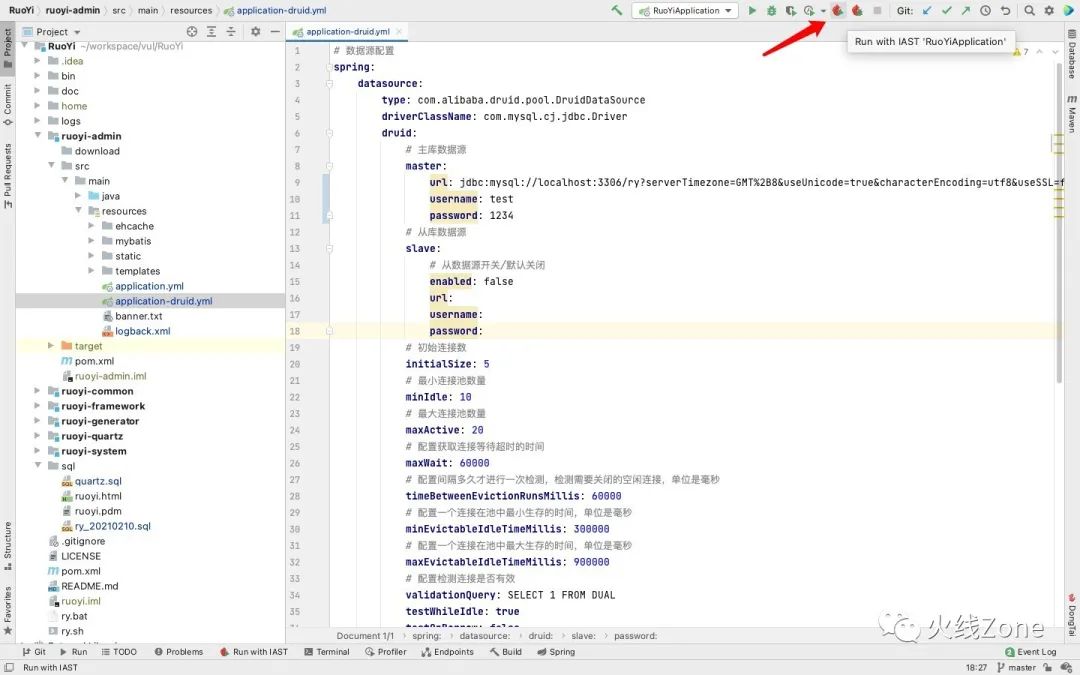 RuoYi › ruoyi-admin › src › main › resources › application-druid.yml
RuoYiApplication
Git:
Run with IAST 'RuoYiApplication'
Project
RuoYi ~/workspace/vul/RuoYi
.idea
bin
doc
home
logs
ruoyi-admin
download
src
main
java
resources
ehcache
mybatis
static
templates
application.yml
application-druid.yml
banner.txt
logback.xml
target
pom.xml
ruoyi-admin.iml
ruoyi-common
ruoyi-framework
ruoyi-generator
ruoyi-quartz
ruoyi-system
sql
quartz.sql
ruoyi.html
ruoyi.pdm
ry_20210210.sql
.gitignore
LICENSE
pom.xml
README.md
ruoyi.iml
ry.bat
ry.sh
Project
Commit
Pull Requests
Structure
Favorites
application-druid.yml
7
1 # 数据源配置
2 spring:
3 datasource:
4 type: com.alibaba.druid.pool.DruidDataSource
5 driverClassName: com.mysql.cj.jdbc.Driver
6 druid:
7 # 主库数据源
8 master:
9 url: jdbc:mysql://localhost:3306/ry?serverTimezone=GMT%2B8&useUnicode=true&characterEncoding=utf8&useSSL=f
10 username: test
11 password: 1234
12 # 从库数据源
13 slave:
14 # 从数据源开关/默认关闭
15 enabled: false
16 url:
17 username:
18 password:
19 # 初始连接数
20 initialSize: 5
21 # 最小连接池数量
22 minIdle: 10
23 # 最大连接池数量
24 maxActive: 20
25 # 配置获取连接等待超时的时间
26 maxWait: 60000
27 # 配置间隔多久才进行一次检测，检测需要关闭的空闲连接，单位是毫秒
28 timeBetweenEvictionRunsMillis: 60000
29 # 配置一个连接在池中最小生存的时间，单位是毫秒
30 minEvictableIdleTimeMillis: 300000
31 # 配置一个连接在池中最大生存的时间，单位是毫秒
32 maxEvictableIdleTimeMillis: 900000
33 # 配置检测连接是否有效
34 validationQuery: SELECT 1 FROM DUAL
35 testWhileIdle: true
Database
Maven
DongTai
火线Zone
Document 1/1 › spring: › datasource: › druid: › slave: › password:
Git Run TODO Problems Run with IAST Terminal Profiler Endpoints Build Spring 2 Event Log
Run with IAST 18:27 master